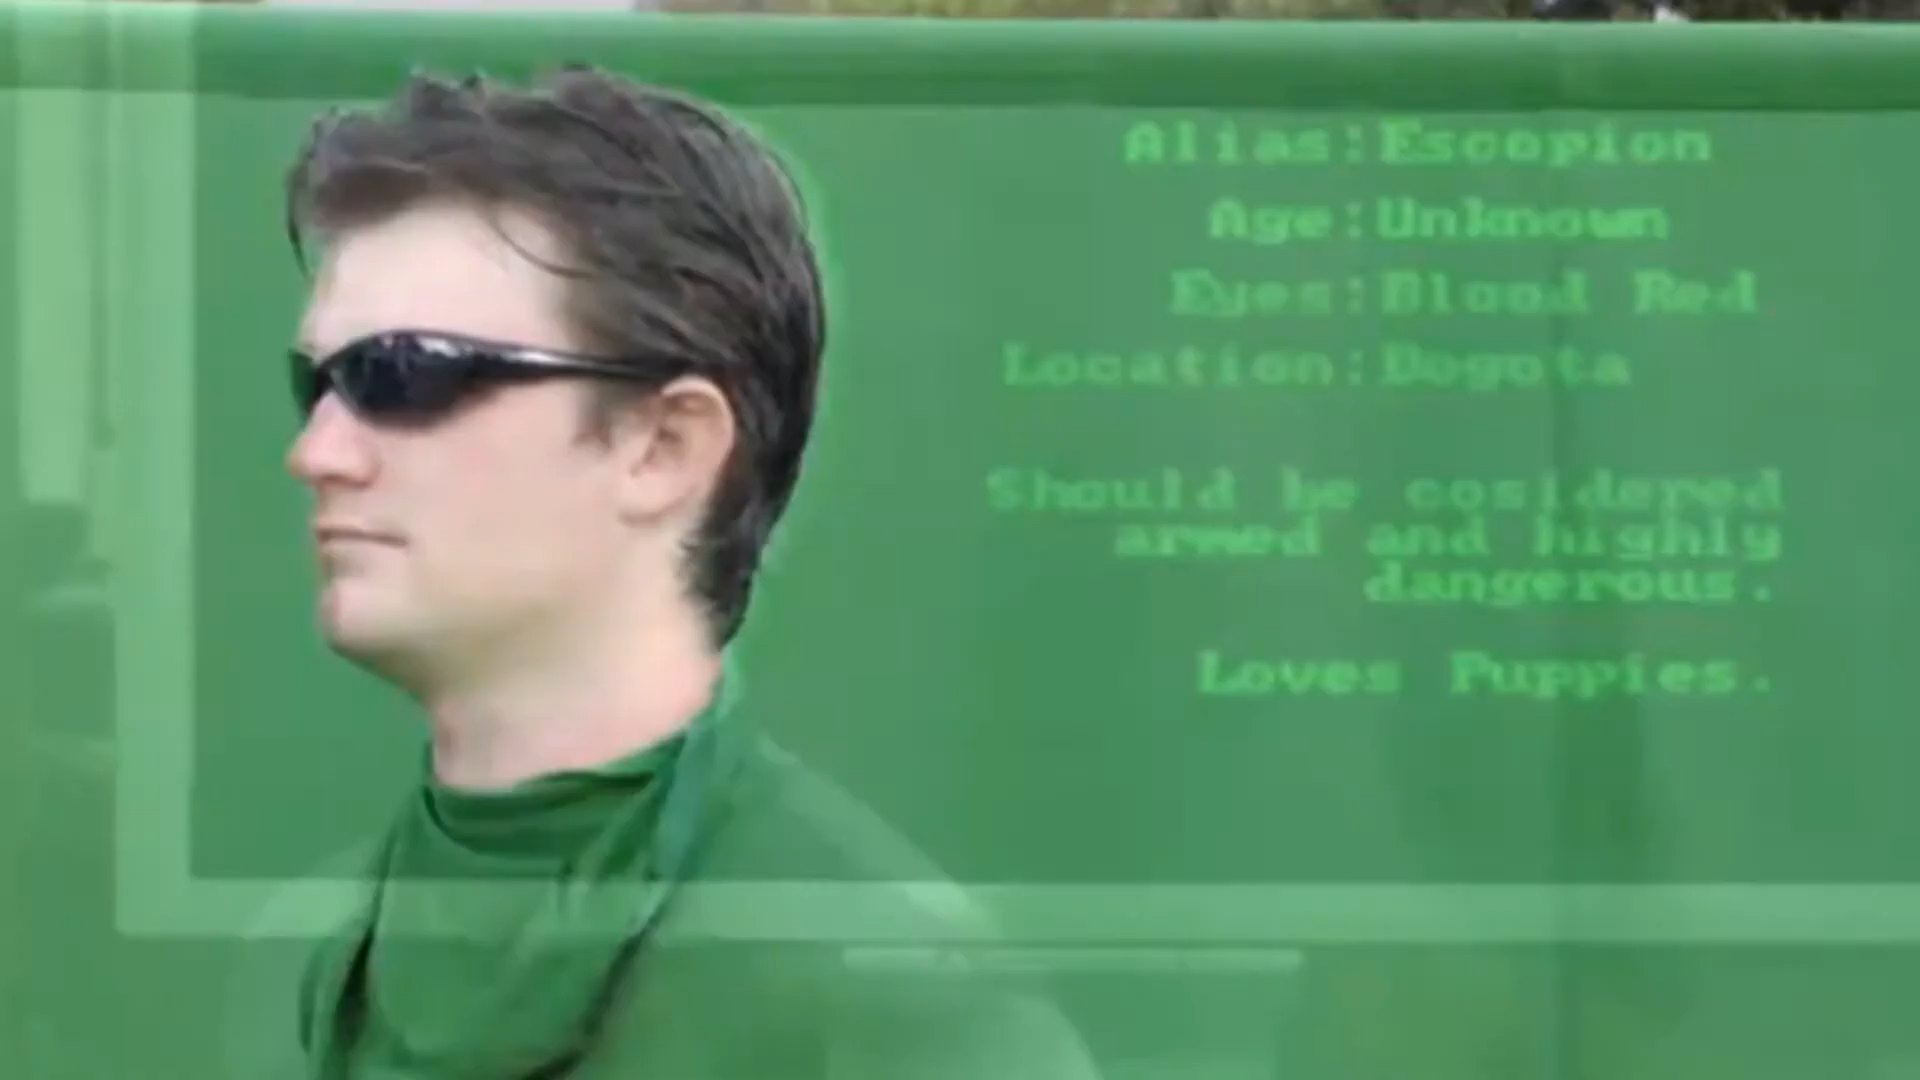 Alias:Escopion
Age:Unknown
Eyes:Blood Red
Location:Bogota
Should be cosidered
armed and highly
dangerous.
Loves Puppies.